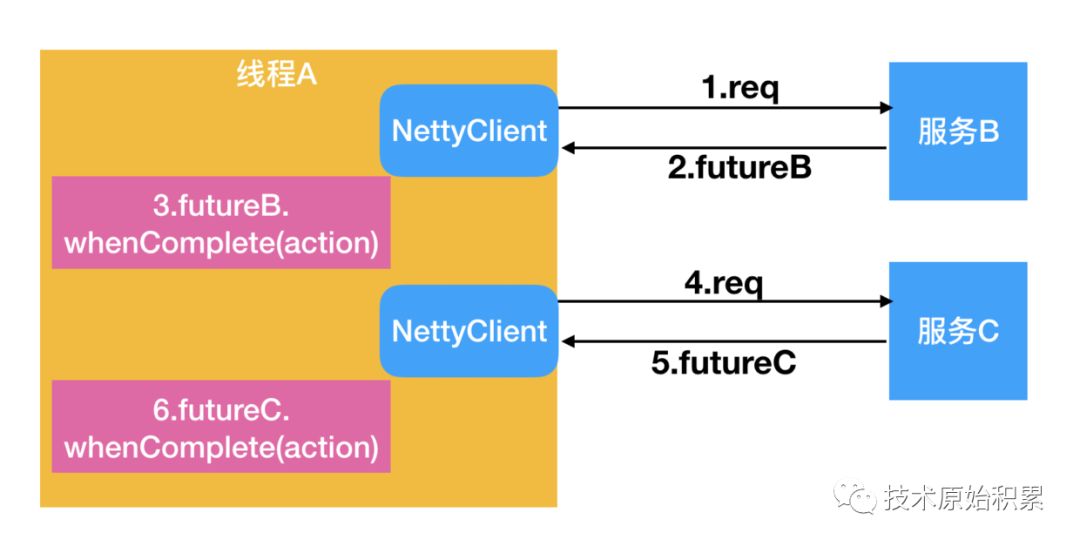 线程A
NettyClient
1.req
服务B
2.futureB
3.futureB.
whenComplete(action)
NettyClient
4.req
服务C
5.futureC
6.futureC.
whenComplete(action)
技术原始积累